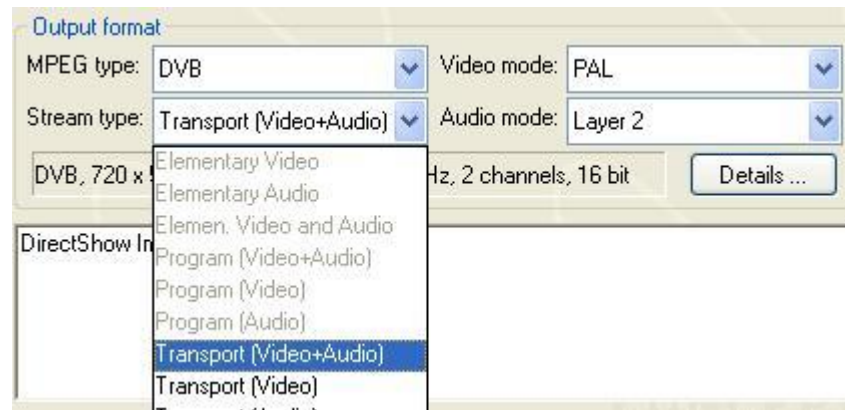 Output format
MPEG type: DVB Video mode: PAL
Stream type: Transport (Video+Audio) Audio mode: Layer 2
DVB, 720 x Hz, 2 channels, 16 bit Details ...
Elementary Video
Elementary Audio
Elemen. Video and Audio
Program (Video+Audio)
Program (Video)
Program (Audio)
Transport (Video+Audio)
Transport (Video)
DirectShow In